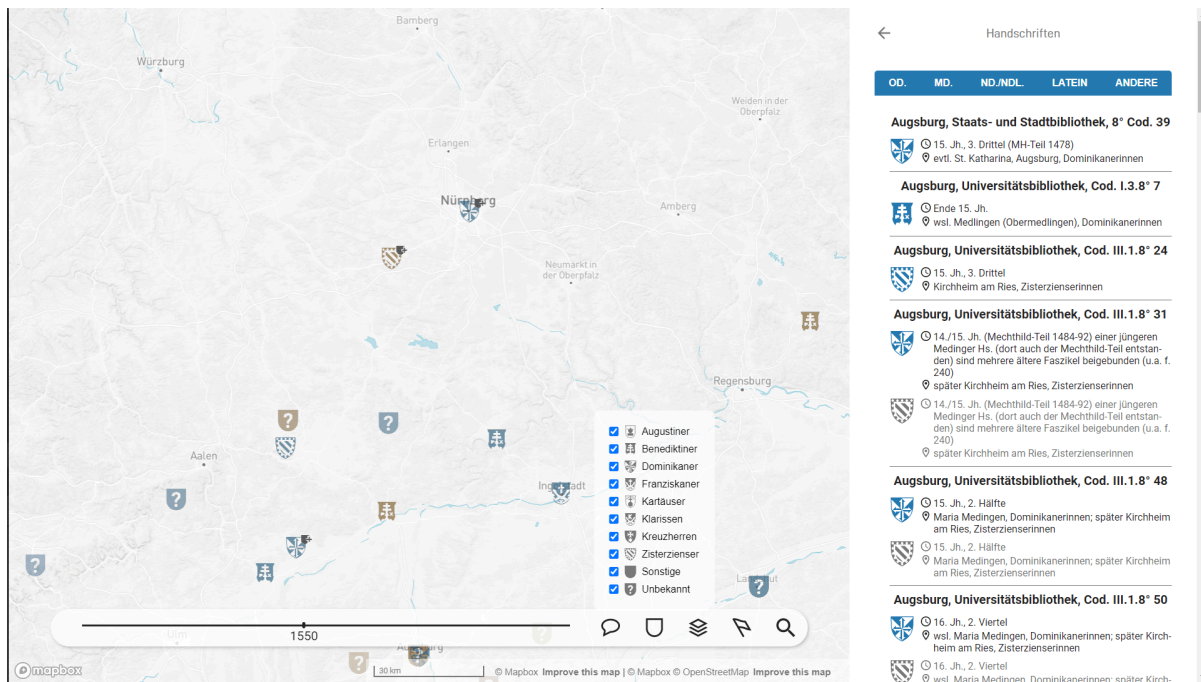 Bamberg
Würzburg
Weiden in der
Oberpfalz
Erlangen
Nürnberg
Amberg
Neumarkt in
der Oberpfalz
Regensburg
Aalen
Augustiner
Benediktiner
Dominikaner
Franziskaner
Kartäuser
Klarissen
Kreuzherren
Zisterzienser
Sonstige
Unbekannt
1550
Ulm
30 km
mapbox
© Mapbox Improve this map | © Mapbox © OpenStreetMap Improve this map
Handschriften
OD. MD. ND./NDL. LATEIN ANDERE
Augsburg, Staats- und Stadtbibliothek, 8° Cod. 39
15. Jh., 3. Drittel (MH-Teil 1478)
evtl. St. Katharina, Augsburg, Dominikanerinnen
Augsburg, Universitätsbibliothek, Cod. I.3.8° 7
Ende 15. Jh.
wsl. Medlingen (Obermedlingen), Dominikanerinnen
Augsburg, Universitätsbibliothek, Cod. III.1.8° 24
15. Jh., 3. Drittel
Kirchheim am Ries, Zisterzienserinnen
Augsburg, Universitätsbibliothek, Cod. III.1.8° 31
14./15. Jh. (Mechthild-Teil 1484-92) einer jüngeren
Medinger Hs. (dort auch der Mechthild-Teil entstan-
den) sind mehrere ältere Faszikel beigebunden (u.a. f.
240)
später Kirchheim am Ries, Zisterzienserinnen
14./15. Jh. (Mechthild-Teil 1484-92) einer jüngeren
Medinger Hs. (dort auch der Mechthild-Teil entstan-
den) sind mehrere ältere Faszikel beigebunden (u.a. f.
240)
später Kirchheim am Ries, Zisterzienserinnen
Augsburg, Universitätsbibliothek, Cod. III.1.8° 48
15. Jh., 2. Hälfte
Maria Medingen, Dominikanerinnen; später Kirchheim
am Ries, Zisterzienserinnen
15. Jh., 2. Hälfte
Maria Medingen, Dominikanerinnen; später Kirchheim
am Ries, Zisterzienserinnen
Augsburg, Universitätsbibliothek, Cod. III.1.8° 50
16. Jh., 2. Viertel
wsl. Maria Medingen, Dominikanerinnen; später Kirch-
heim am Ries, Zisterzienserinnen
16. Jh., 2. Viertel
wsl. Maria Medingen, Dominikanerinnen; später Kirch-